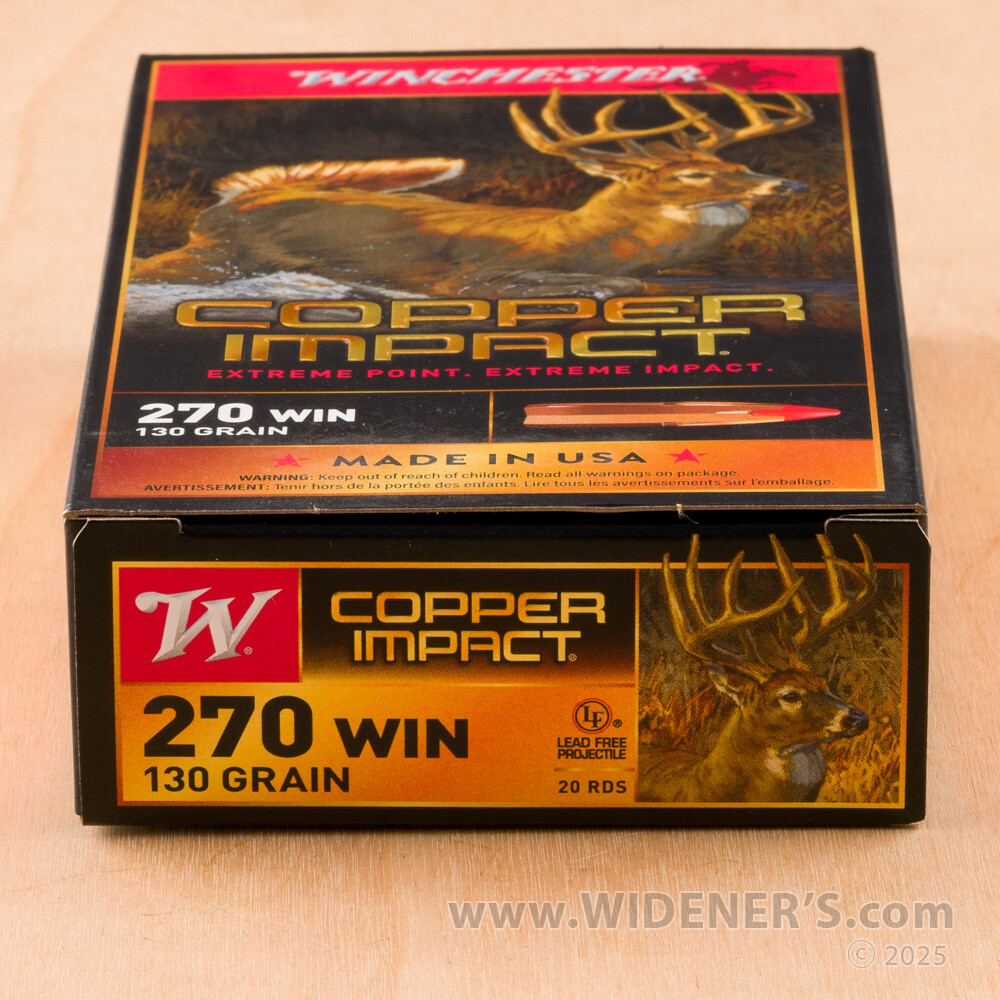 WINCHESTER
COPPER
IMPACT.
EXTREME POINT. EXTREME IMPACT.
270 WIN
130 GRAIN
★ MADE IN USA ★
WARNING: Keep out of reach of children. Read all warnings on package.
AVERTISSEMENT: Tenir hors de la portée des enfants. Lire tous les avertissements sur l'emballage.
W®
COPPER
IMPACT®
270 WIN
130 GRAIN
LF®
LEAD FREE
PROJECTILE
20 RDS
www.WIDENER'S.com
© 2025